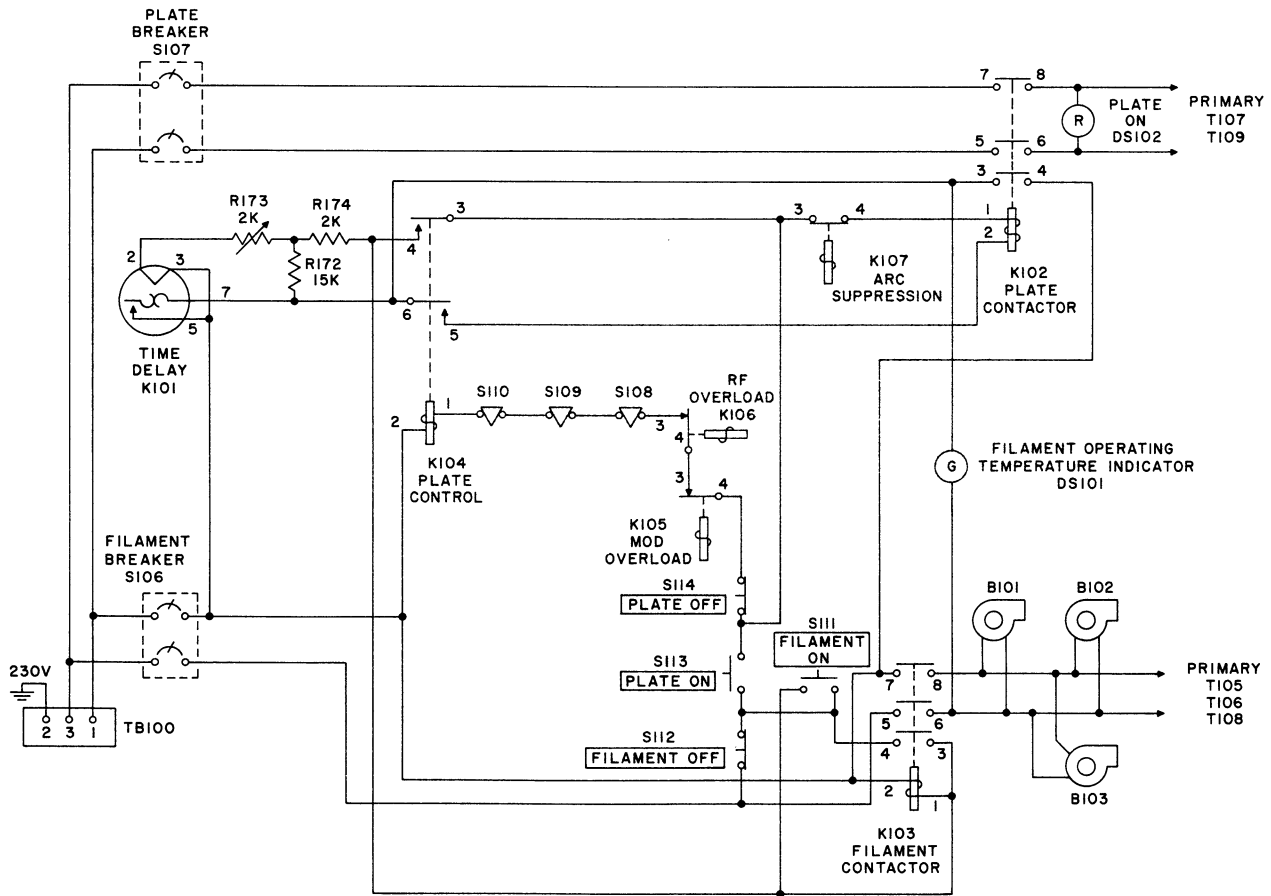 PLATE
BREAKER
S107
7
8
PLATE
ON
DS102
R
PRIMARY
T107
T109
5
6
3
4
R173
2K
R174
2K
3
4
3
4
1
2
2
3
R172
15K
K107
ARC
SUPPRESSION
K102
PLATE
CONTACTOR
7
6
5
5
TIME
DELAY
K101
RF
OVERLOAD
K106
S110
S109
S108
1
2
3
4
K104
PLATE
CONTROL
G
FILAMENT OPERATING
TEMPERATURE INDICATOR
DS101
3
4
K105
MOD
OVERLOAD
FILAMENT
BREAKER
S106
S114
PLATE OFF
B101
B102
S111
FILAMENT
ON
S113
PLATE ON
7
8
PRIMARY
T105
T106
T108
230V
5
6
2
3
1
TB100
S112
FILAMENT OFF
4
3
2
1
B103
K103
FILAMENT
CONTACTOR